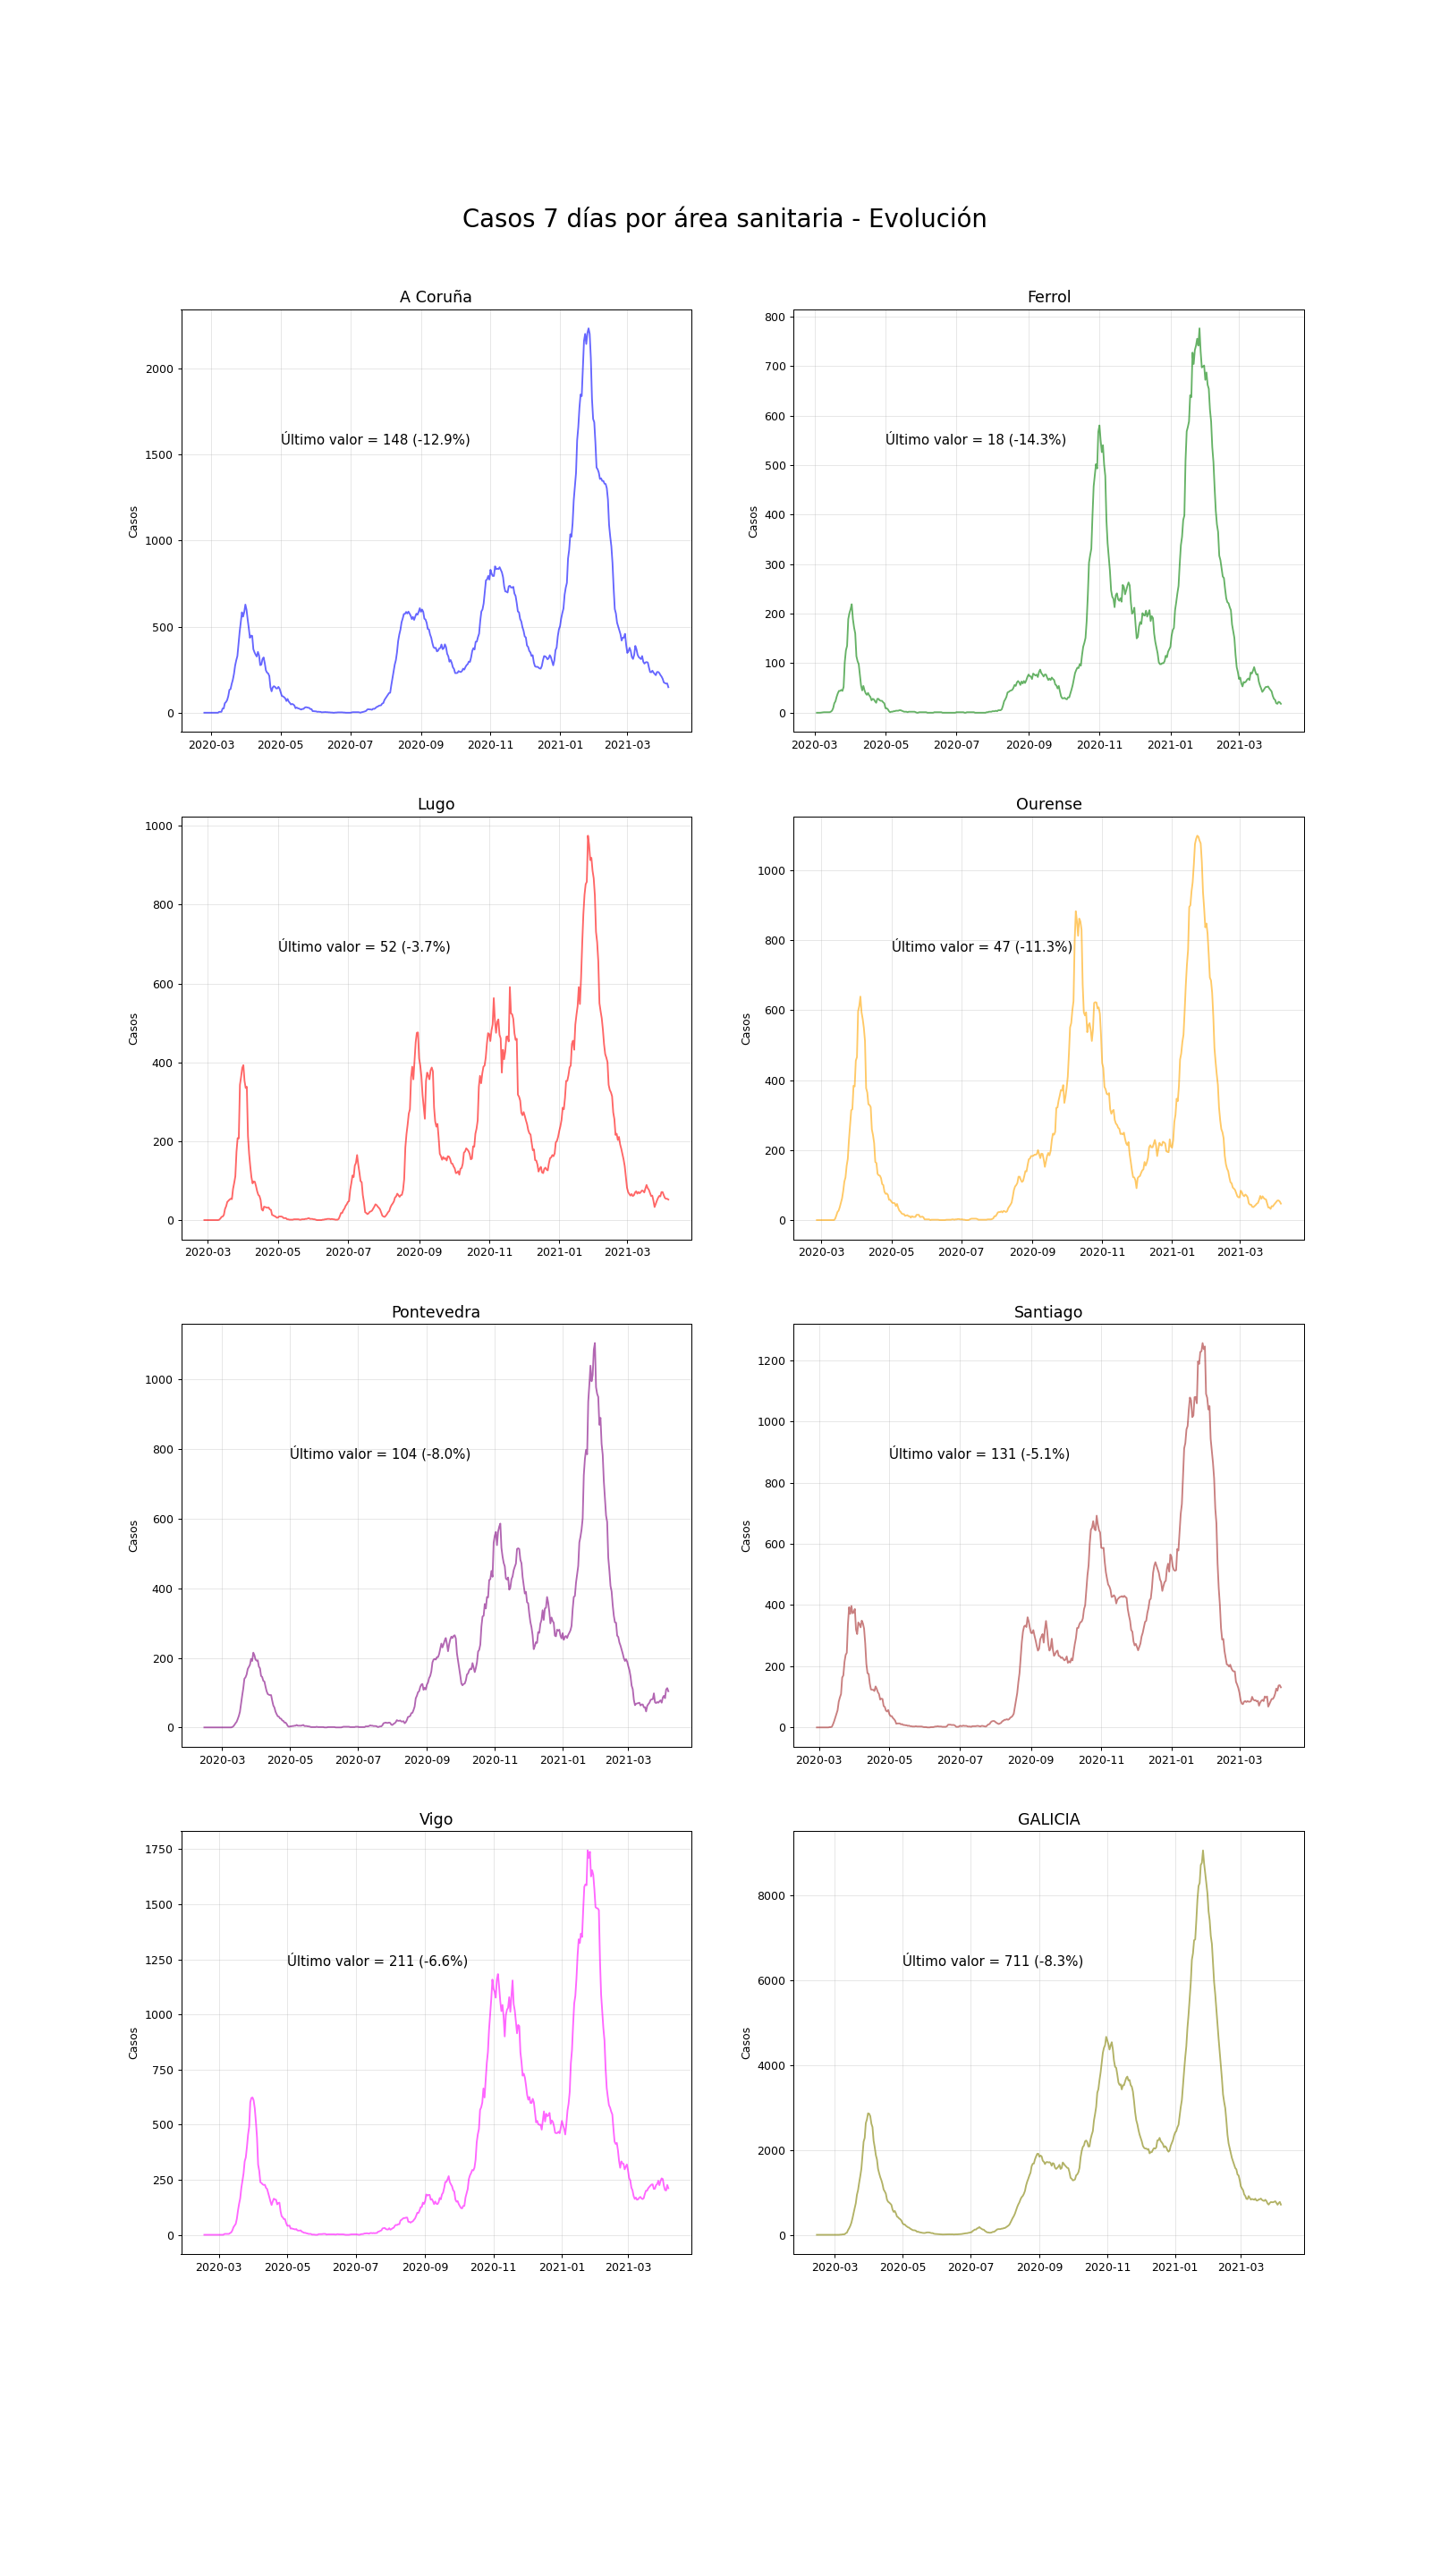 Casos 7 días por área sanitaria - Evolución
A Coruña
Casos
2000
1500
1000
500
0
Último valor = 148 (-12.9%)
2020-03 2020-05 2020-07 2020-09 2020-11 2021-01 2021-03
Ferrol
Casos
800
700
600
500
400
300
200
100
0
Último valor = 18 (-14.3%)
2020-03 2020-05 2020-07 2020-09 2020-11 2021-01 2021-03
Lugo
Casos
1000
800
600
400
200
0
Último valor = 52 (-3.7%)
2020-03 2020-05 2020-07 2020-09 2020-11 2021-01 2021-03
Ourense
Casos
1000
800
600
400
200
0
Último valor = 47 (-11.3%)
2020-03 2020-05 2020-07 2020-09 2020-11 2021-01 2021-03
Pontevedra
Casos
1000
800
600
400
200
0
Último valor = 104 (-8.0%)
2020-03 2020-05 2020-07 2020-09 2020-11 2021-01 2021-03
Santiago
Casos
1200
1000
800
600
400
200
0
Último valor = 131 (-5.1%)
2020-03 2020-05 2020-07 2020-09 2020-11 2021-01 2021-03
Vigo
Casos
1750
1500
1250
1000
750
500
250
0
Último valor = 211 (-6.6%)
2020-03 2020-05 2020-07 2020-09 2020-11 2021-01 2021-03
GALICIA
Casos
8000
6000
4000
2000
0
Último valor = 711 (-8.3%)
2020-03 2020-05 2020-07 2020-09 2020-11 2021-01 2021-03